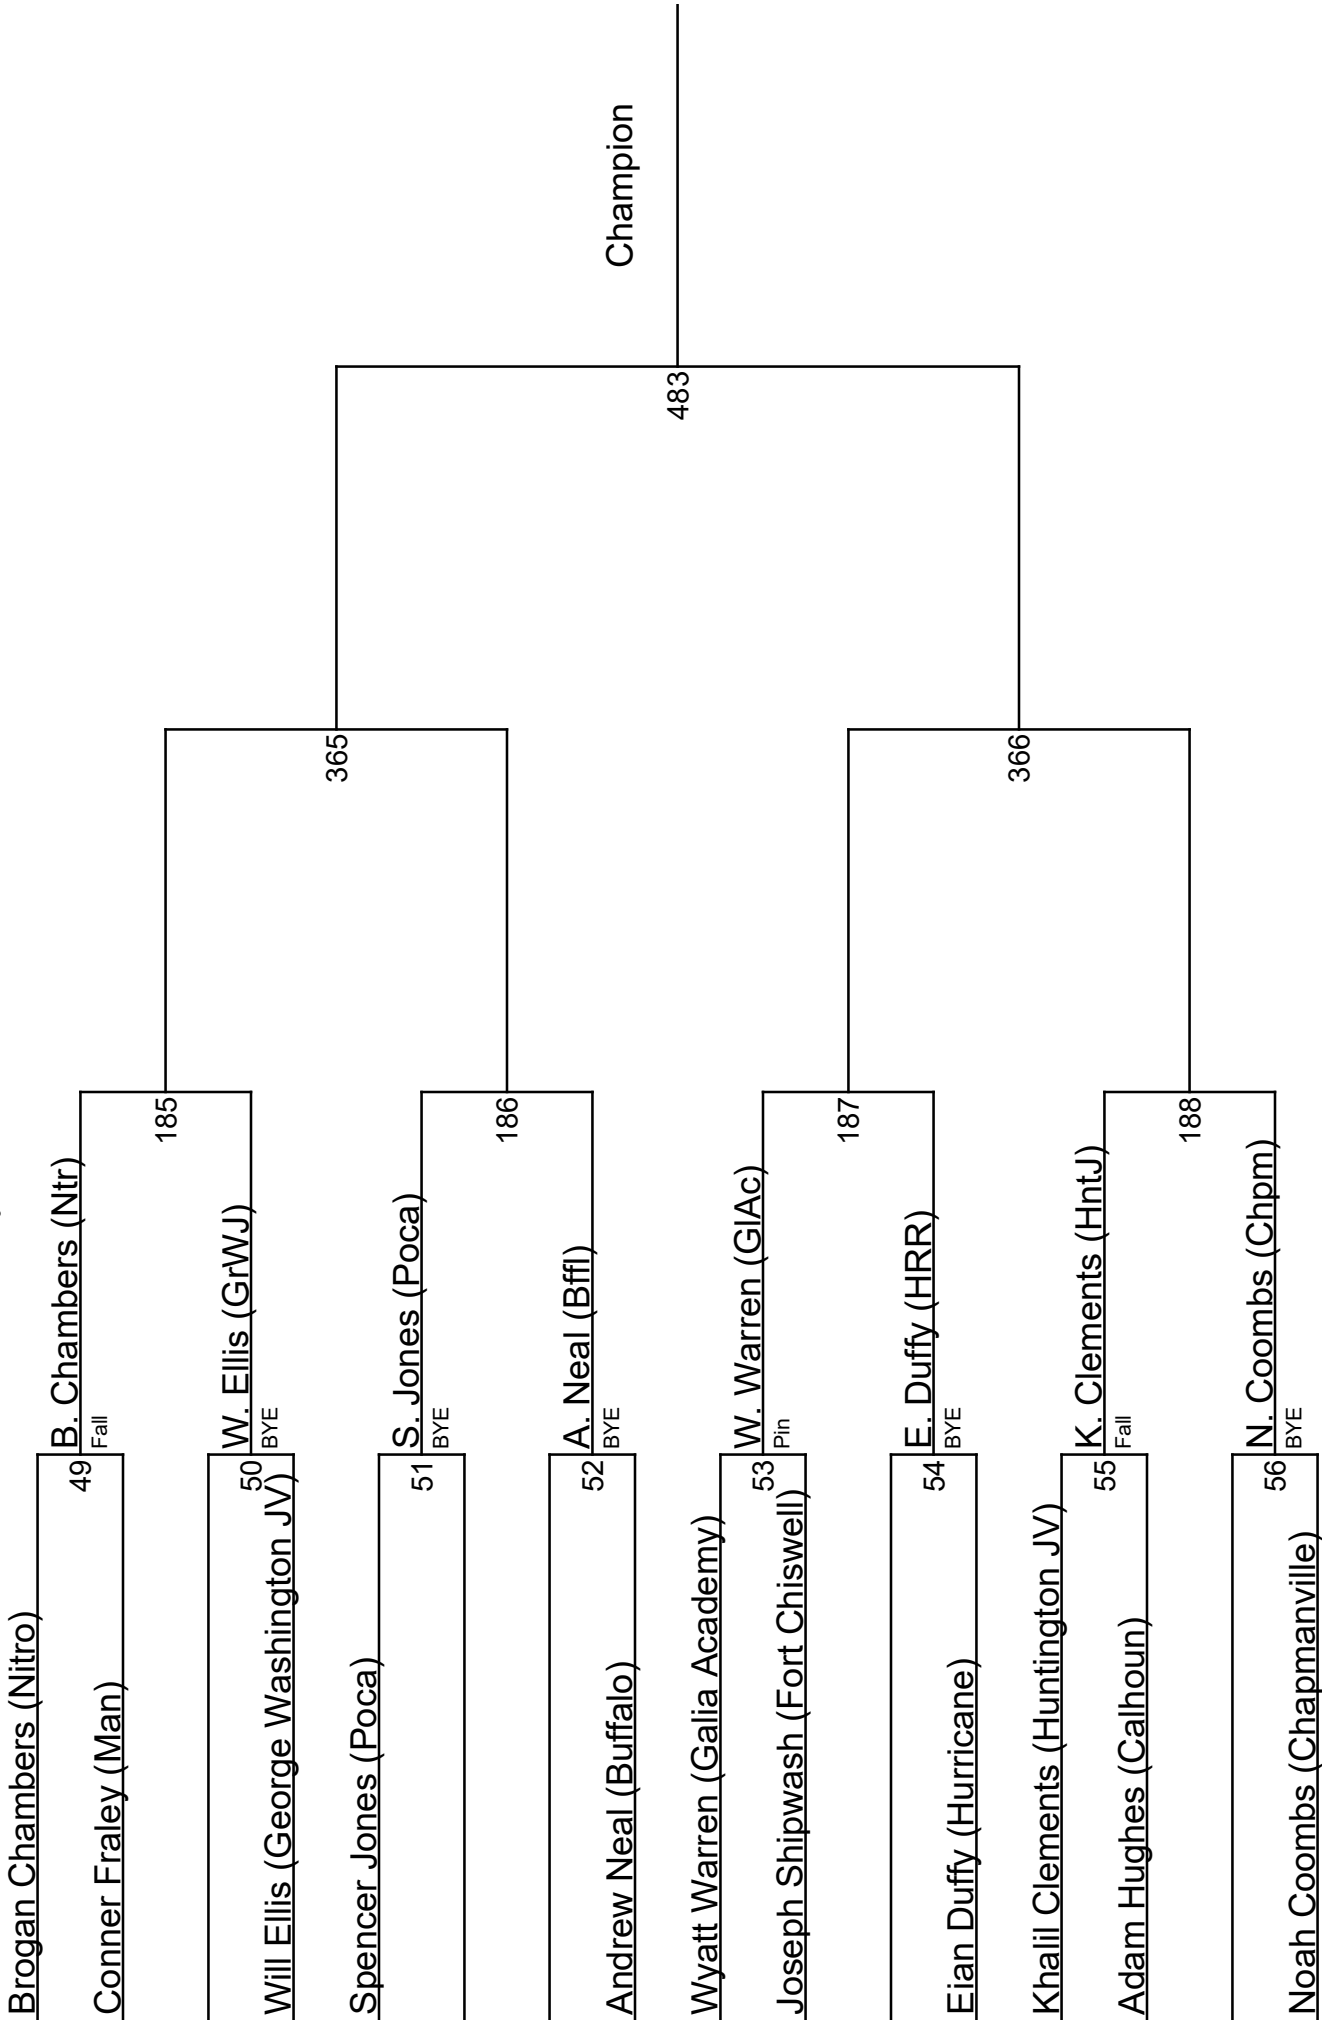 Brogan Chambers (Nitro)
49
Conner Fraley (Man)
B. Chambers (Ntr)
Fall
185
50
Will Ellis (George Washington JV)
W. Ellis (GrWJ)
BYE
365
Spencer Jones (Poca)
51
S. Jones (Poca)
BYE
186
52
Andrew Neal (Buffalo)
A. Neal (Bffl)
BYE
483
Champion
Wyatt Warren (Galia Academy)
53
Joseph Shipwash (Fort Chiswell)
W. Warren (GlAc)
Pin
187
54
Eian Duffy (Hurricane)
E. Duffy (HRR)
BYE
366
Khalil Clements (Huntington JV)
55
Adam Hughes (Calhoun)
K. Clements (HntJ)
Fall
188
56
Noah Coombs (Chapmanville)
N. Coombs (Chpm)
BYE